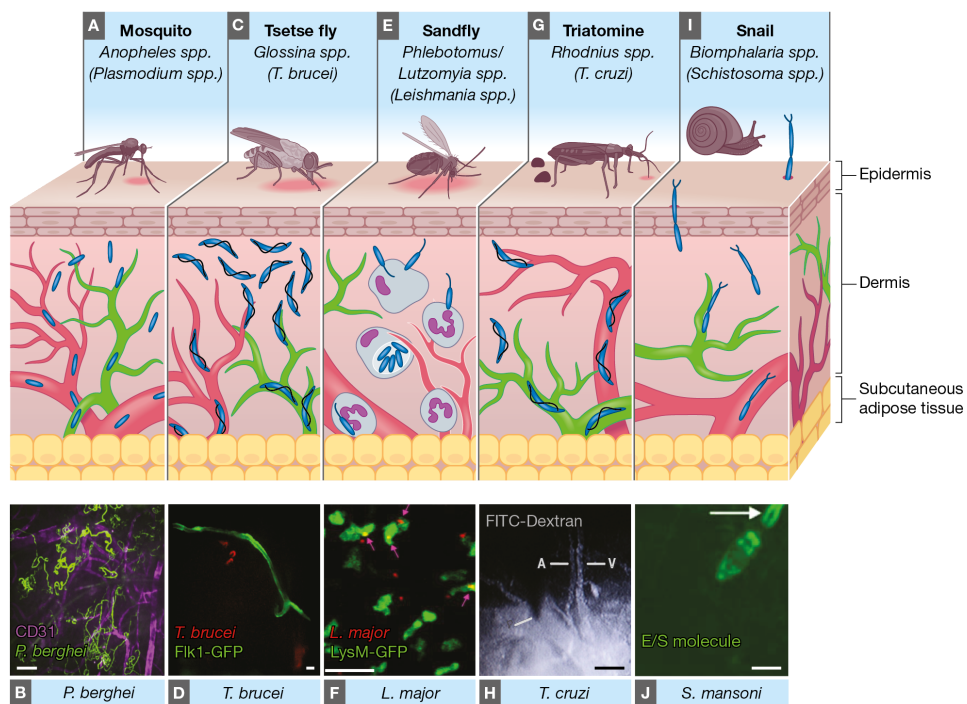 A Mosquito
Anopheles spp.
(Plasmodium spp.)
C Tsetse fly
Glossina spp.
(T. brucei)
E Sandfly
Phlebotomus/
Lutzomyia spp.
(Leishmania spp.)
G Triatomine
Rhodnius spp.
(T. cruzi)
I Snail
Biomphalaria spp.
(Schistosoma spp.)
Epidermis
Dermis
Subcutaneous
adipose tissue
CD31
P. berghei
B P. berghei
T. brucei
Flk1-GFP
D T. brucei
L. major
LysM-GFP
F L. major
FITC-Dextran
A V
H T. cruzi
E/S molecule
J S. mansoni